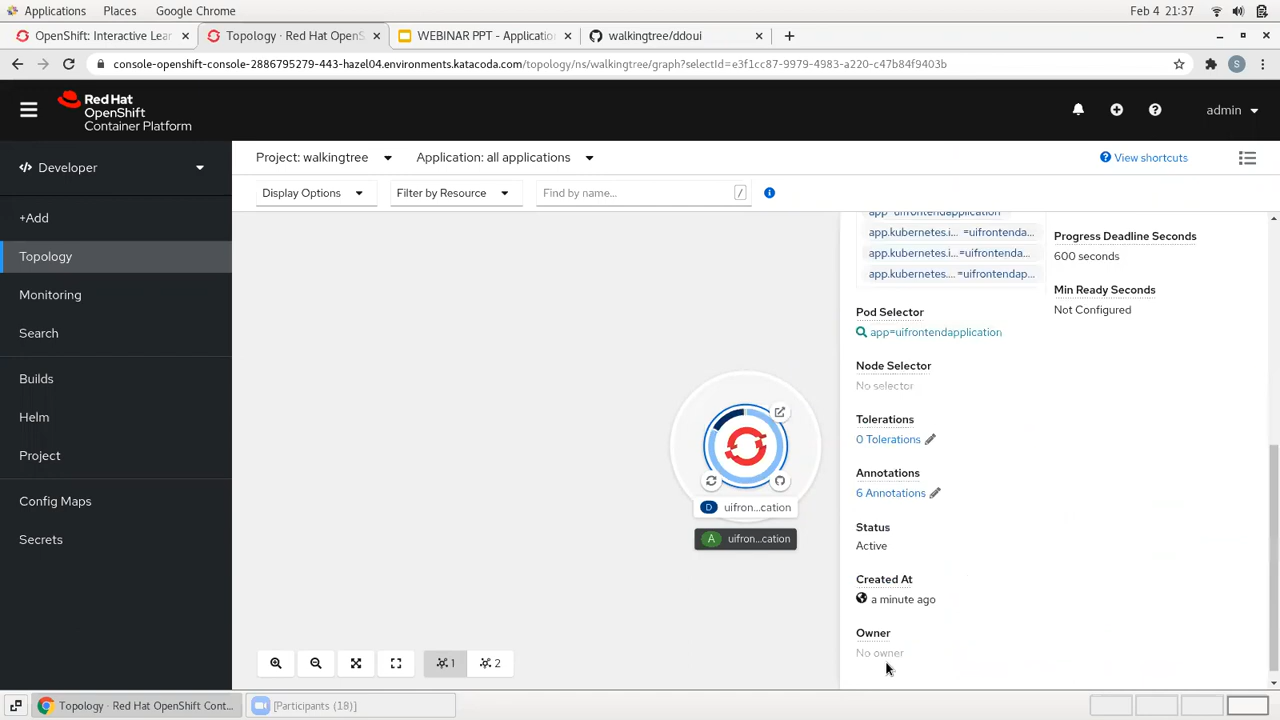 Applications Places Google Chrome Feb 4 21:37
OpenShift: Interactive Lea
Topology · Red Hat OpenS
WEBINAR PPT - Applicatio
walkingtree/ddoui
console-openshift-console-2886795279-443-hazel04.environments.katacoda.com/topology/ns/walkingtree/graph?selectId=e3f1cc87-9979-4983-a220-c47b84f9403b
S
Red Hat
OpenShift
Container Platform
admin
Developer
+Add
Topology
Monitoring
Search
Builds
Helm
Project
Config Maps
Secrets
Project: walkingtree
Application: all applications
View shortcuts
Display Options
Filter by Resource
Find by name...
/
app=uifrontendapplication
app.kubernetes.i... =uifrontenda...
app.kubernetes.i... =uifrontenda...
app.kubernetes.... =uifrontendap...
Pod Selector
app=uifrontendapplication
Node Selector
No selector
Tolerations
0 Tolerations
Annotations
6 Annotations
Status
Active
Created At
a minute ago
Owner
No owner
Progress Deadline Seconds
600 seconds
Min Ready Seconds
Not Configured
D uifron...cation
A uifron...cation
1
2
Topology · Red Hat OpenShift Cont...
[Participants (18)]